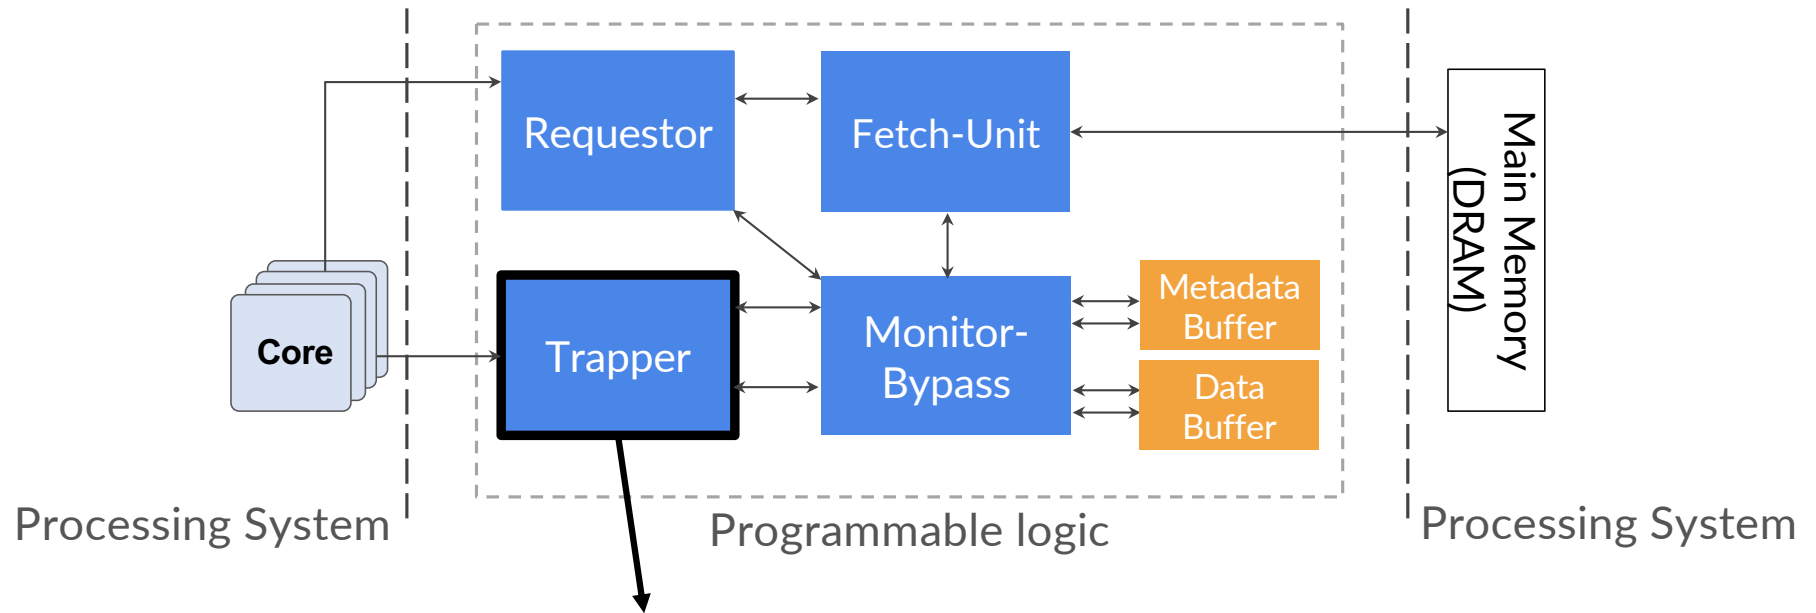 Requestor
Fetch-Unit
Main Memory
(DRAM)
Core
Trapper
Monitor-
Bypass
Metadata
Buffer
Data
Buffer
Processing System
Programmable logic
Processing System